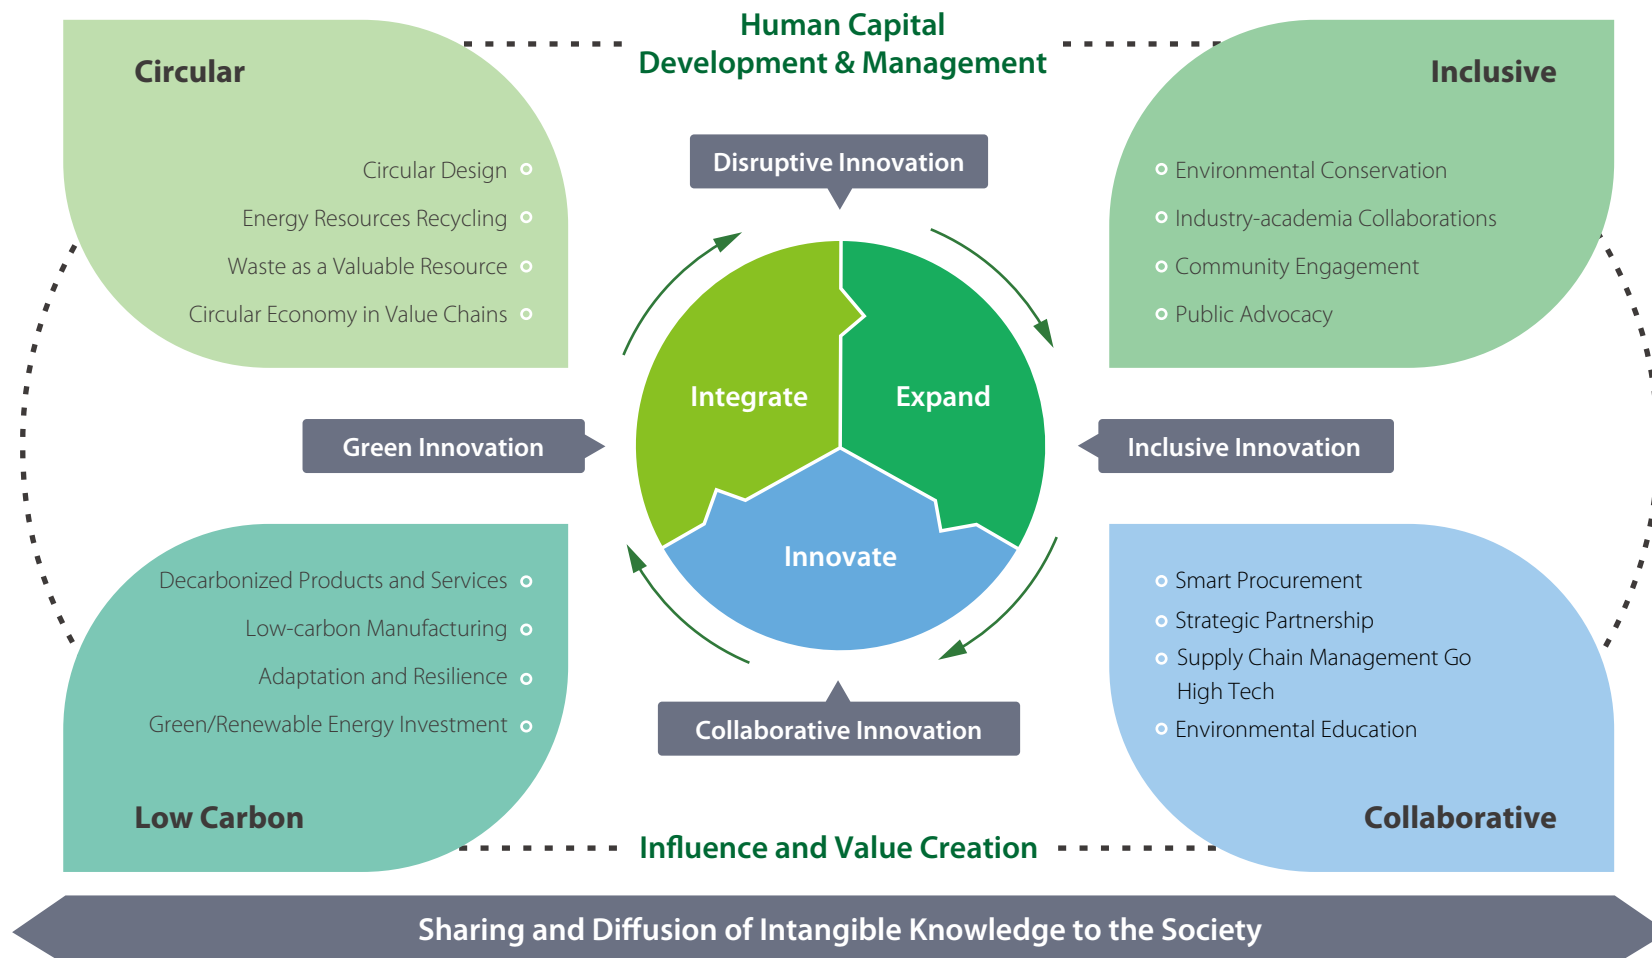 Human Capital
Development & Management
Circular
Circular Design
Energy Resources Recycling
Waste as a Valuable Resource
Circular Economy in Value Chains
Inclusive
Environmental Conservation
Industry-academia Collaborations
Community Engagement
Public Advocacy
Disruptive Innovation
Integrate
Expand
Innovate
Green Innovation
Inclusive Innovation
Collaborative Innovation
Decarbonized Products and Services
Low-carbon Manufacturing
Adaptation and Resilience
Green/Renewable Energy Investment
Low Carbon
Smart Procurement
Strategic Partnership
Supply Chain Management Go
High Tech
Environmental Education
Collaborative
Influence and Value Creation
Sharing and Diffusion of Intangible Knowledge to the Society